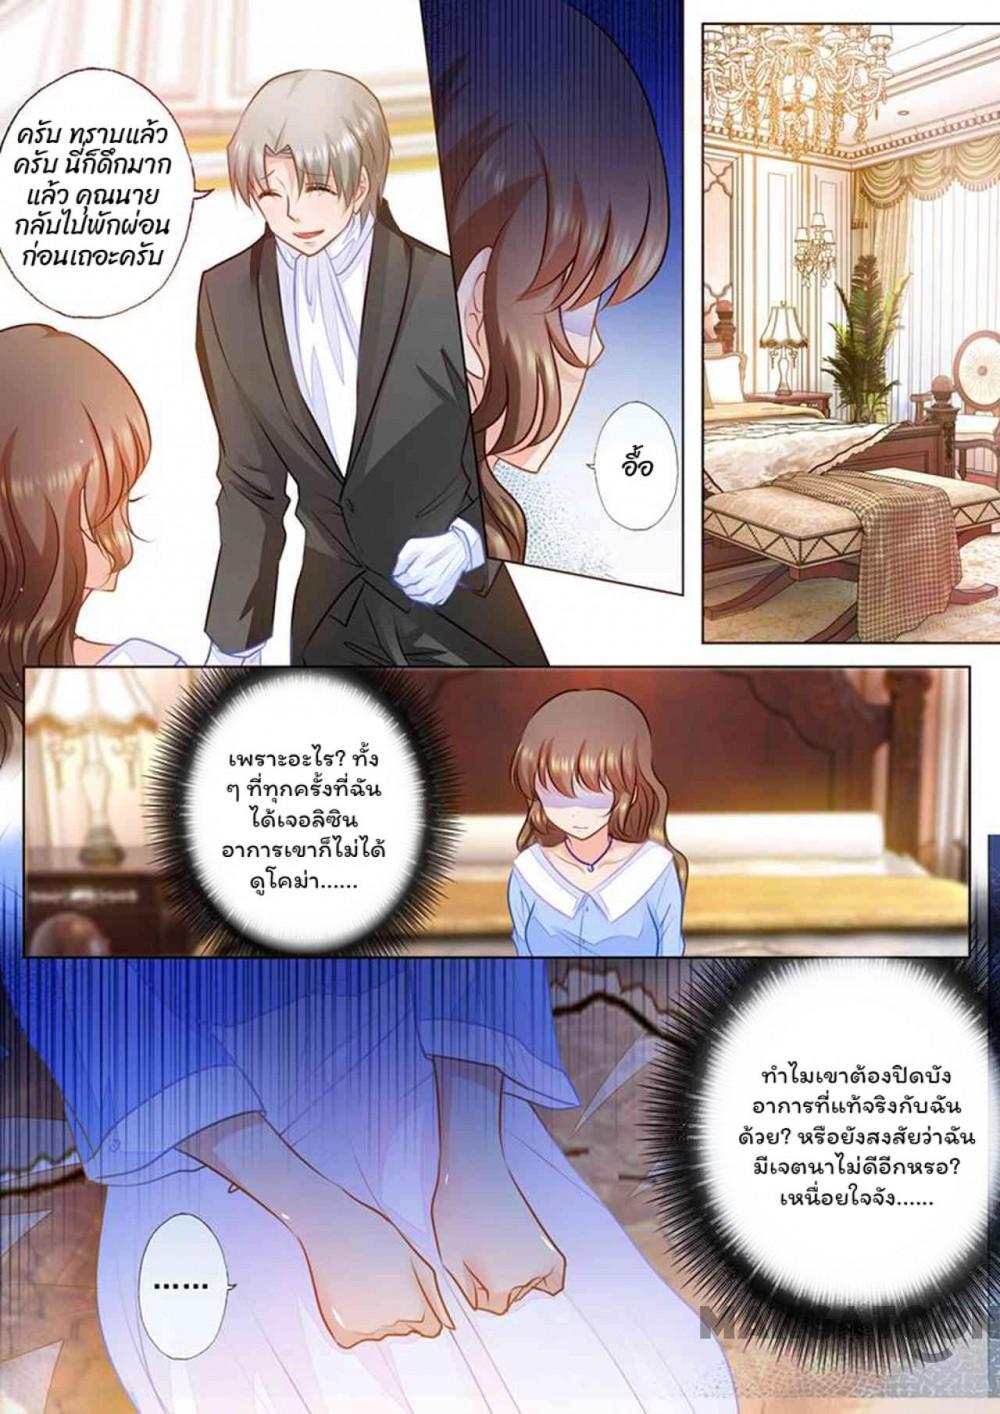 ครับ ทราบแล้ว
ครับ นี่ก็ดึกมาก
แล้ว คุณนาย
กลับไปพักผ่อน
ก่อนเถอะครับ
อื้อ
เพราะอะไร? ทั้ง
ๆ ที่ทุกครั้งที่ฉัน
ได้เจอลิซิน
อาการเขาก็ไม่ได้
ดูโคม่า......
ทำไมเขาต้องปิดบัง
อาการที่แท้จริงกับฉัน
ด้วย? หรือยังสงสัยว่าฉัน
มีเจตนาไม่ดีอีกหรอ?
เหนื่อยใจจัง......
......
MANGATOON